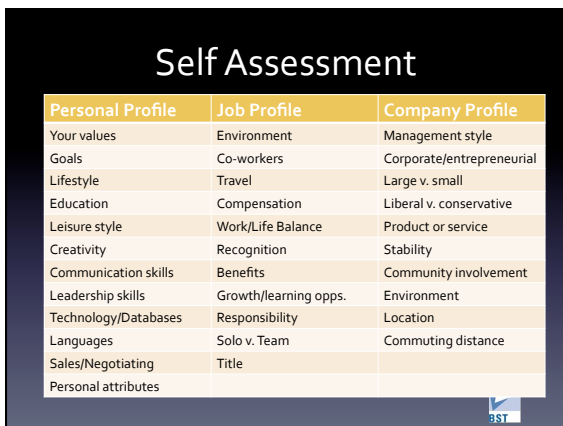 Self Assessment
Personal Profile Job Profile Company Profile
Your values Environment Management style
Goals Co-workers Corporate/entrepreneurial
Lifestyle Travel Large v. small
Education Compensation Liberal v. conservative
Leisure style Work/Life Balance Product or service
Creativity Recognition Stability
Communication skills Benefits Community involvement
Leadership skills Growth/learning opps. Environment
Technology/Databases Responsibility Location
Languages Solo v. Team Commuting distance
Sales/Negotiating Title
Personal attributes
BST